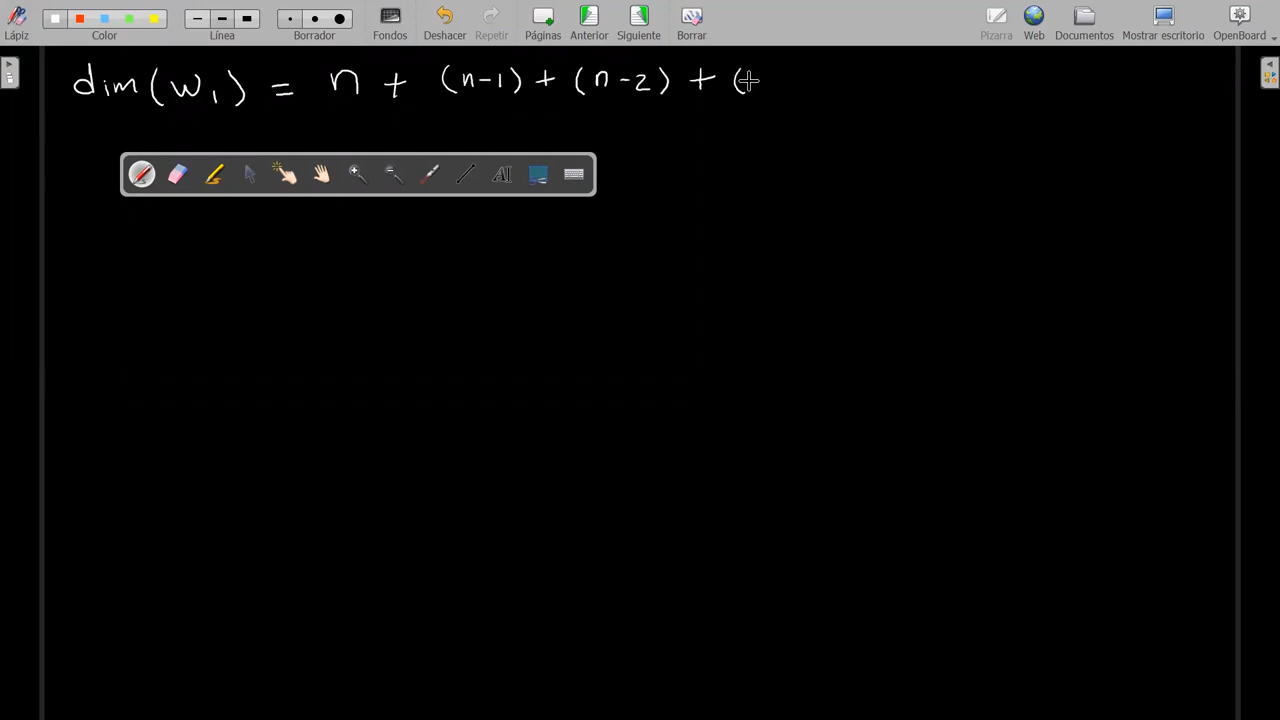 Lápiz Color Línea Borrador Fondos Deshacer Repetir Páginas Anterior Siguiente Borrar Pizarra Web Documentos Mostrar escritorio OpenBoard
dim(w₁) = n + (n-1) + (n-2) + (
AI